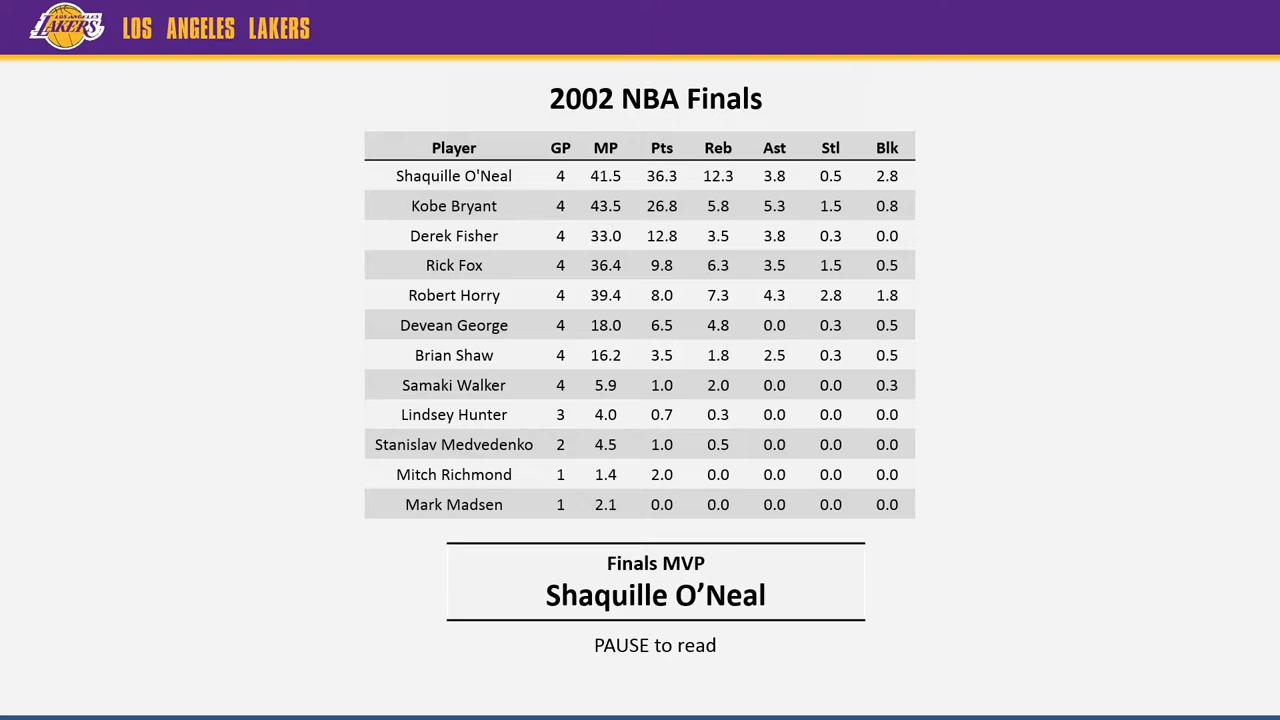 LOS ANGELES
LAKERS
LOS ANGELES LAKERS
2002 NBA Finals
Player GP MP Pts Reb Ast Stl Blk
Shaquille O'Neal 4 41.5 36.3 12.3 3.8 0.5 2.8
Kobe Bryant 4 43.5 26.8 5.8 5.3 1.5 0.8
Derek Fisher 4 33.0 12.8 3.5 3.8 0.3 0.0
Rick Fox 4 36.4 9.8 6.3 3.5 1.5 0.5
Robert Horry 4 39.4 8.0 7.3 4.3 2.8 1.8
Devean George 4 18.0 6.5 4.8 0.0 0.3 0.5
Brian Shaw 4 16.2 3.5 1.8 2.5 0.3 0.5
Samaki Walker 4 5.9 1.0 2.0 0.0 0.0 0.3
Lindsey Hunter 3 4.0 0.7 0.3 0.0 0.0 0.0
Stanislav Medvedenko 2 4.5 1.0 0.5 0.0 0.0 0.0
Mitch Richmond 1 1.4 2.0 0.0 0.0 0.0 0.0
Mark Madsen 1 2.1 0.0 0.0 0.0 0.0 0.0
Finals MVP
Shaquille O’Neal
PAUSE to read